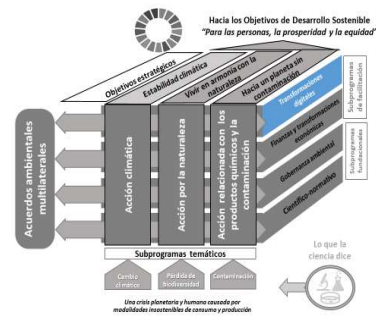 Hacia los Objetivos de Desarrollo Sostenible
"Para las personas, la prosperidad y la equidad"
Objetivos estratégicos
Estabilidad climática
Vivir en armonía con la
naturaleza
Hacia un planeta sin
contaminación
Transformaciones
digitales
Finanzas y transformaciones
económicas
Gobernanza ambiental
Científico-normativo
Subprogramas
de facilitación
Subprogramas
fundacionales
Acuerdos ambientales
multilaterales
Acción climática
Acción por la naturaleza
Acción relacionada con los
productos químicos y la
contaminación
Subprogramas temáticos
Cambio
climático
Pérdida de
biodiversidad
Contaminación
Lo que la
ciencia dice
Una crisis planetaria y humana causada por
modalidades insostenibles de consumo y producción